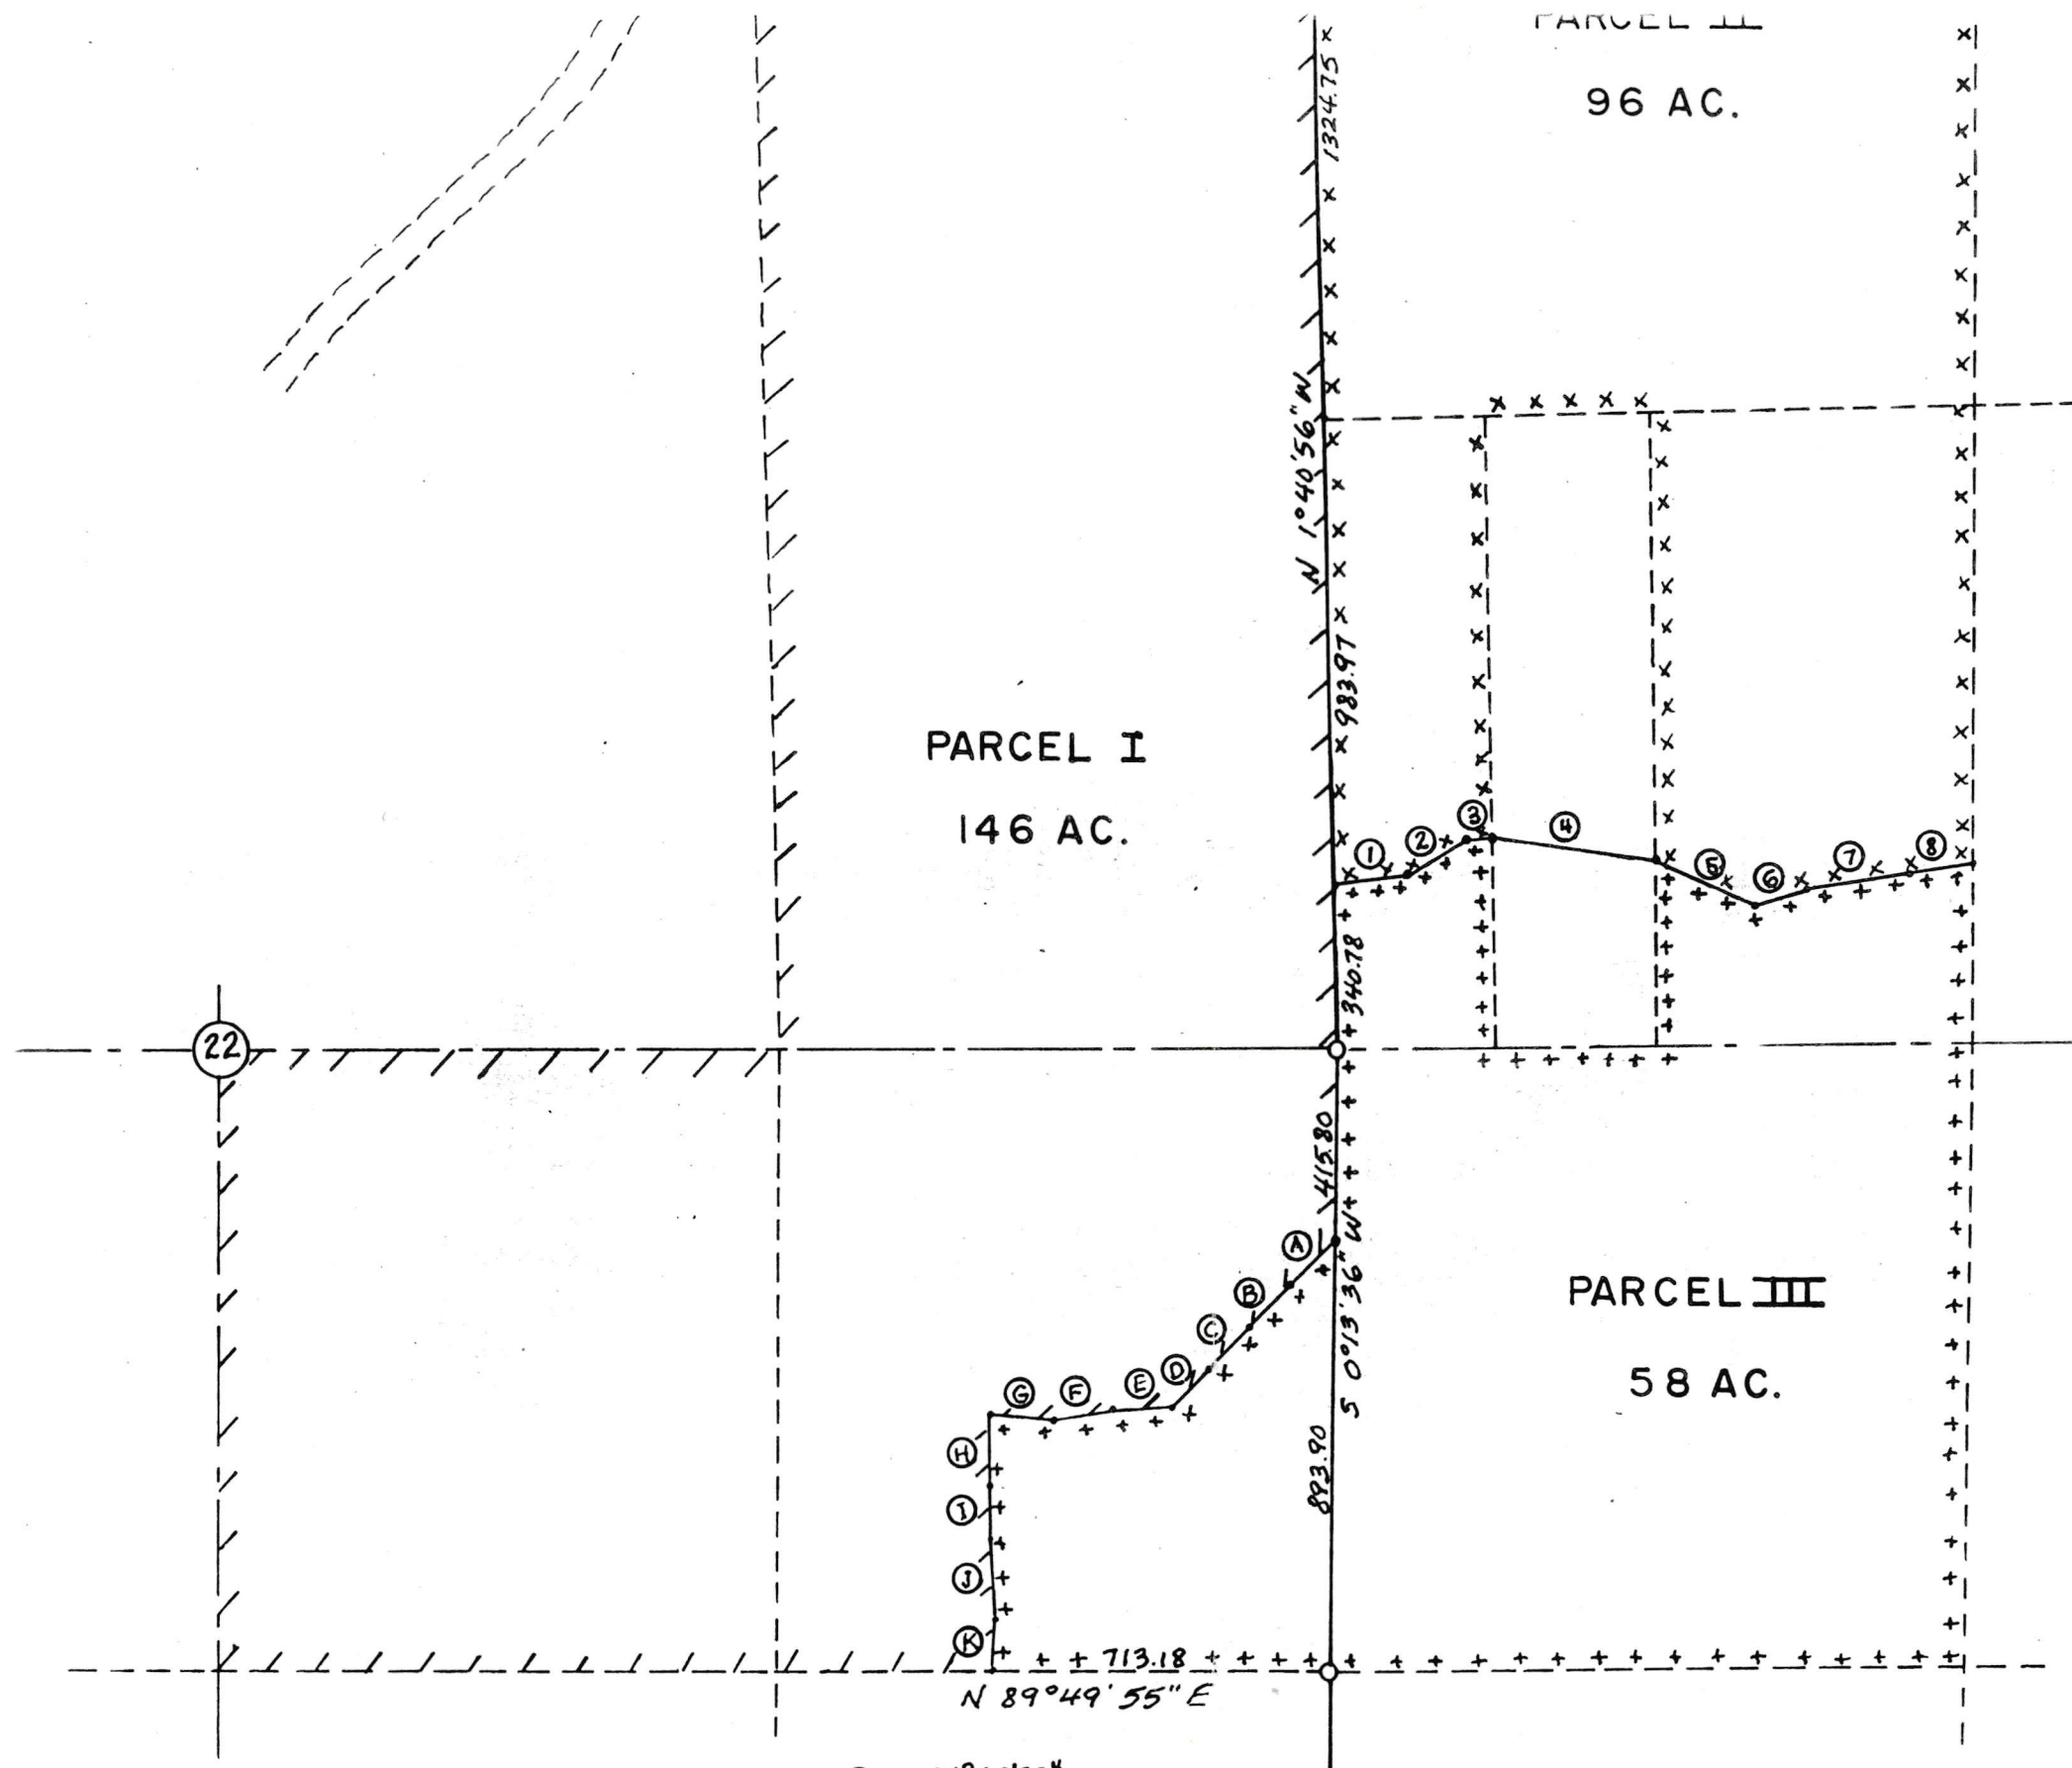 PARCEL II
96 AC.
1324.75
N 1°40'56" W
983.97
PARCEL I
146 AC.
1
2
3
4
5
6
7
8
340.78
22
415.80
S 0°13'36" W
893.90
PARCEL III
58 AC.
A
B
C
D
E
F
G
H
I
J
K
713.18
N 89°49'55" E